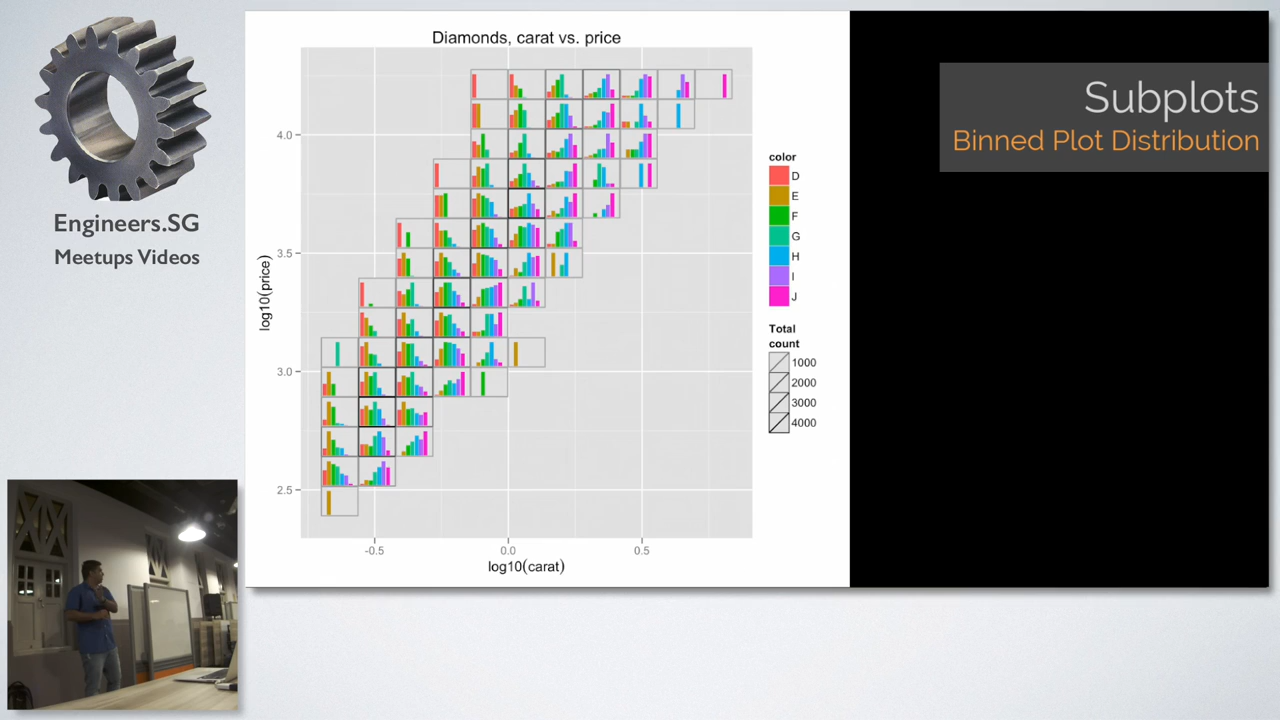 Engineers.SG
Meetups Videos
Diamonds, carat vs. price
log10(price)
4.0
3.5
3.0
2.5
-0.5
0.0
0.5
log10(carat)
color
D
E
F
G
H
I
J
Total
count
1000
2000
3000
4000
Subplots
Binned Plot Distribution